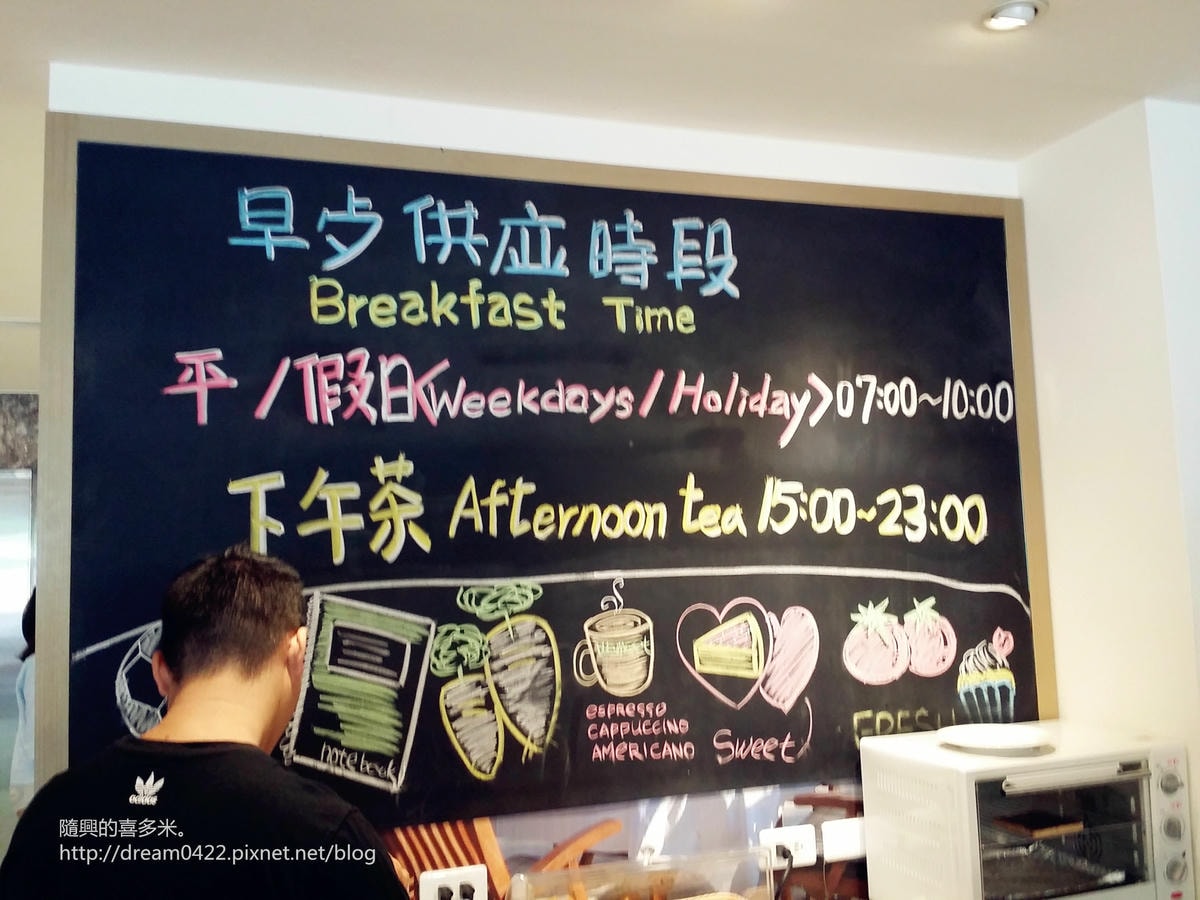 早歺供应時段
Breakfast Time
平/假日<Weekdays/Holiday>07:00~10:00
下午茶 Afternoon tea 15:00~23:00
note book
ESPRESSO
CAPPUCCINO
AMERICANO
Sweet
FRESH
adidas
隨興的喜多米。
http://dream0422.pixnet.net/blog